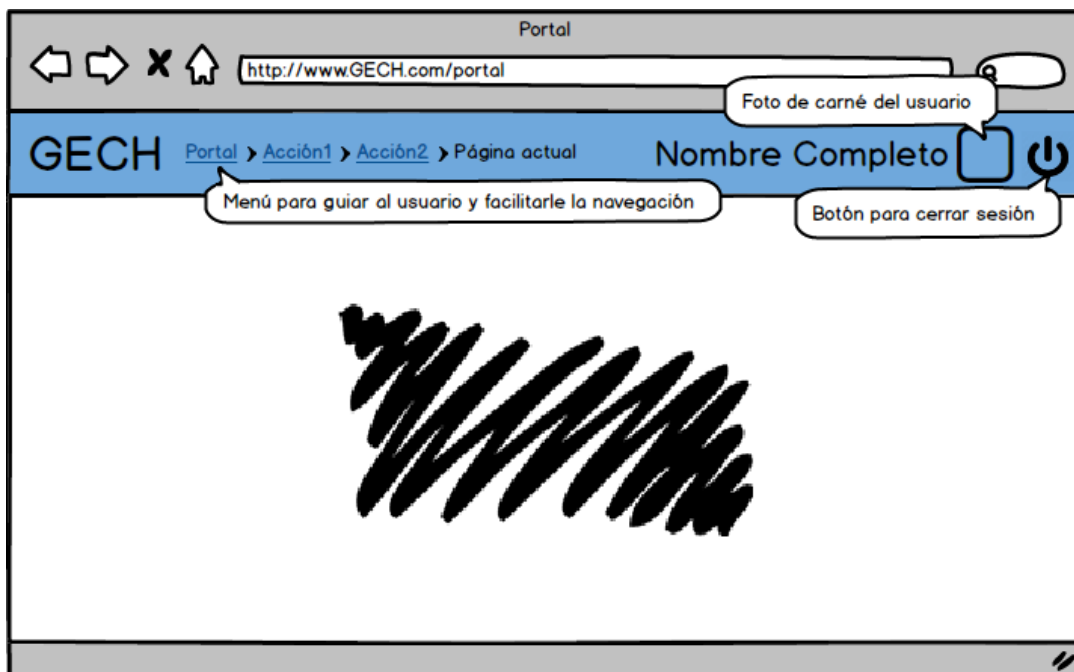 Portal
http://www.GECH.com/portal
Foto de carné del usuario
GECH Portal > Acción1 > Acción2 > Página actual Nombre Completo
Menú para guiar al usuario y facilitarle la navegación
Botón para cerrar sesión